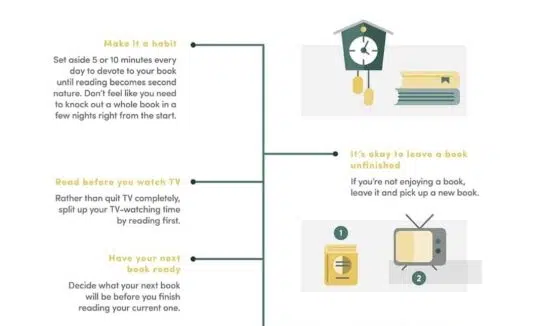 Make it a habit
Set aside 5 or 10 minutes every
day to devote to your book
until reading becomes second
nature. Don't feel like you need
to knock out a whole book in a
few nights right from the start.
It's okay to leave a book
unfinished
If you're not enjoying a book,
leave it and pick up a new book.
Read before you watch TV
Rather than quit TV completely,
split up your TV-watching time
by reading first.
1
2
Have your next
book ready
Decide what your next book
will be before you finish
reading your current one.